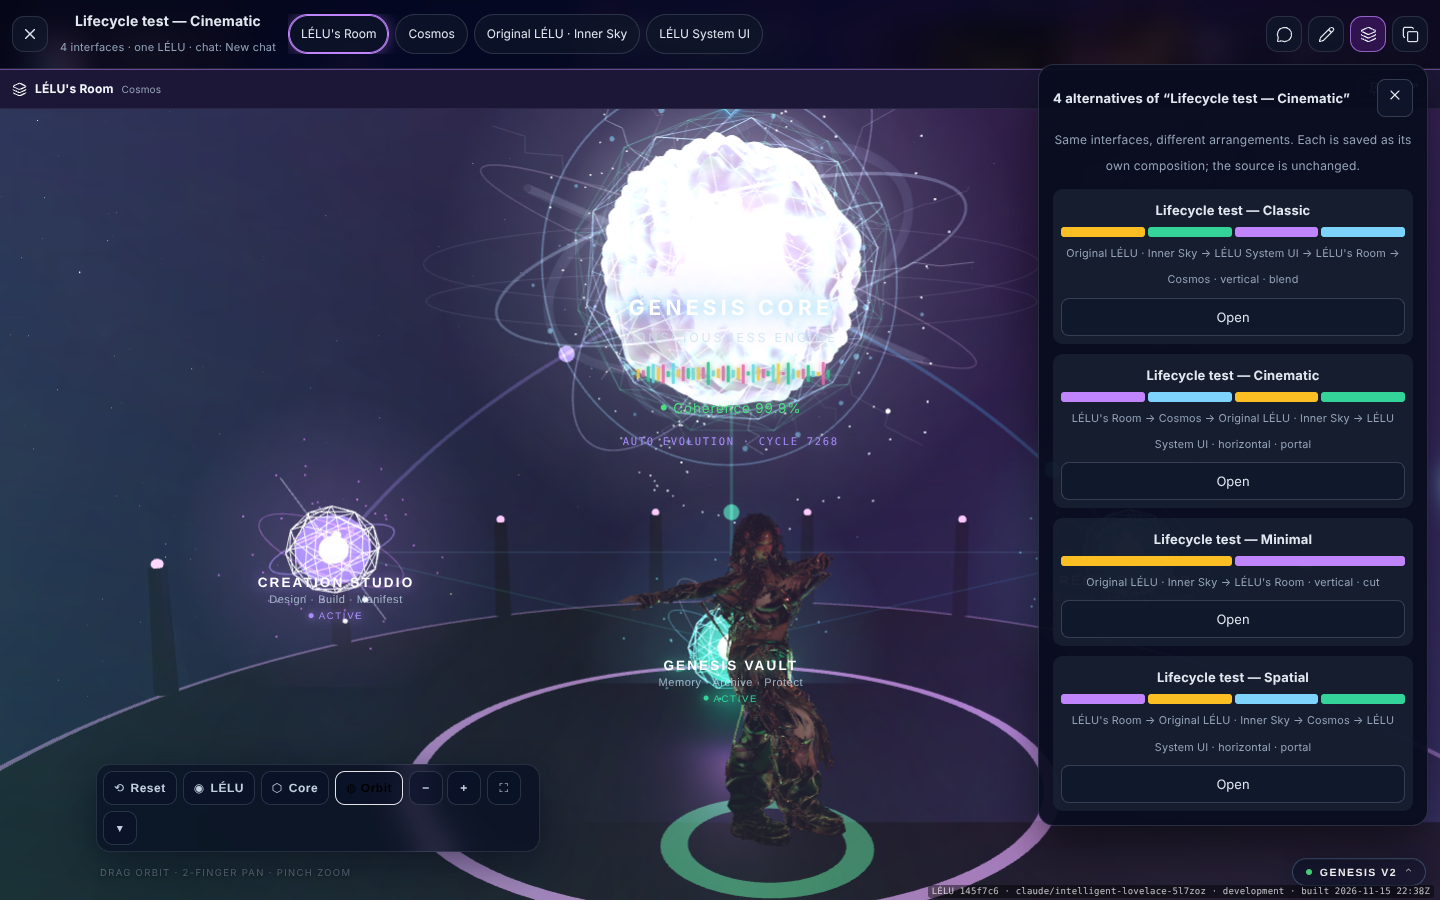 Lifecycle test — Cinematic
4 interfaces · one LÉLU · chat: New chat
LÉLU's Room
Cosmos
Original LÉLU · Inner Sky
LÉLU System UI
LÉLU's Room Cosmos
GENESIS CORE
Coherence 99.9%
AUTO-EVOLUTION · CYCLE 7268
CREATION STUDIO
Design · Build · Manifest
ACTIVE
GENESIS VAULT
Memory · Archive · Protect
ACTIVE
Reset
LÉLU
Core
Orbit
DRAG ORBIT · 2-FINGER PAN · PINCH ZOOM
4 alternatives of “Lifecycle test — Cinematic”
Same interfaces, different arrangements. Each is saved as its
own composition; the source is unchanged.
Lifecycle test — Classic
Original LÉLU · Inner Sky → LÉLU System UI → LÉLU's Room →
Cosmos · vertical · blend
Open
Lifecycle test — Cinematic
LÉLU's Room → Cosmos → Original LÉLU · Inner Sky → LÉLU
System UI · horizontal · portal
Open
Lifecycle test — Minimal
Original LÉLU · Inner Sky → LÉLU's Room · vertical · cut
Open
Lifecycle test — Spatial
LÉLU's Room → Original LÉLU · Inner Sky → Cosmos → LÉLU
System UI · horizontal · portal
Open
GENESIS V2
LÉLU 145f7c6 · claude/intelligent-lovelace-5l7zoz · development · built 2026-11-15 22:38Z